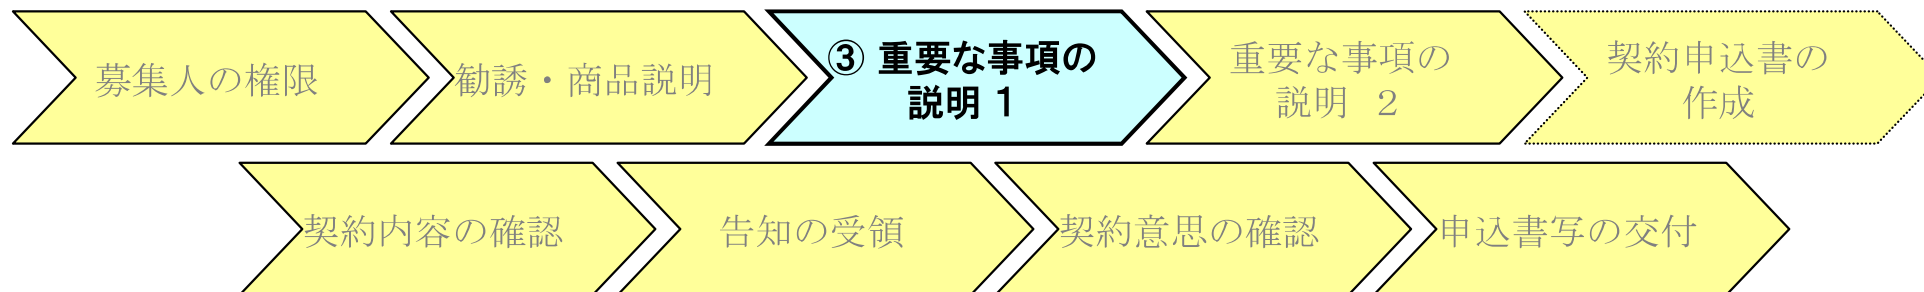 募集人の権限
勧誘・商品説明
③ 重要な事項の
説明 1
重要な事項の
説明 2
契約申込書の
作成
契約内容の確認
告知の受領
契約意思の確認
申込書写の交付